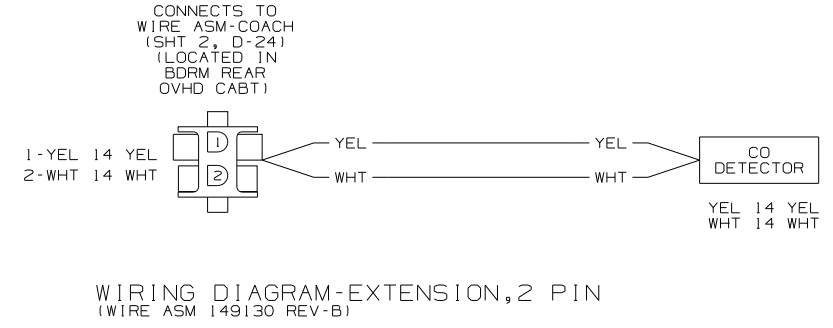 CONNECTS TO
WIRE ASM-COACH
(SHT 2, D-24)
(LOCATED IN
BDRM REAR
OVHD CABT)
1
2
1-YEL 14 YEL
2-WHT 14 WHT
YEL
YEL
WHT
WHT
CO
DETECTOR
YEL 14 YEL
WHT 14 WHT
WIRING DIAGRAM-EXTENSION,2 PIN
(WIRE ASM 149130 REV-B)